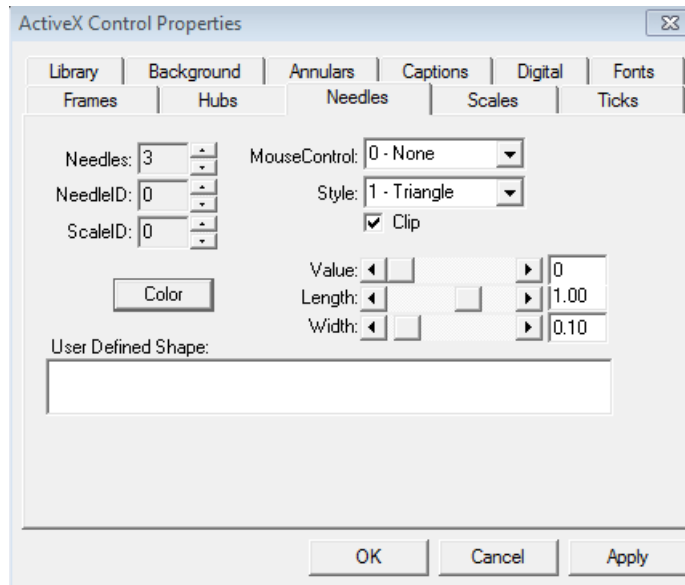 ActiveX Control Properties
Library Background Annulars Captions Digital Fonts
Frames Hubs Needles Scales Ticks
Needles: 3 MouseControl: 0 - None
NeedleID: 0 Style: 1 - Triangle
ScaleID: 0 Clip
Value: 0
Color Length: 1.00
Width: 0.10
User Defined Shape:
OK Cancel Apply